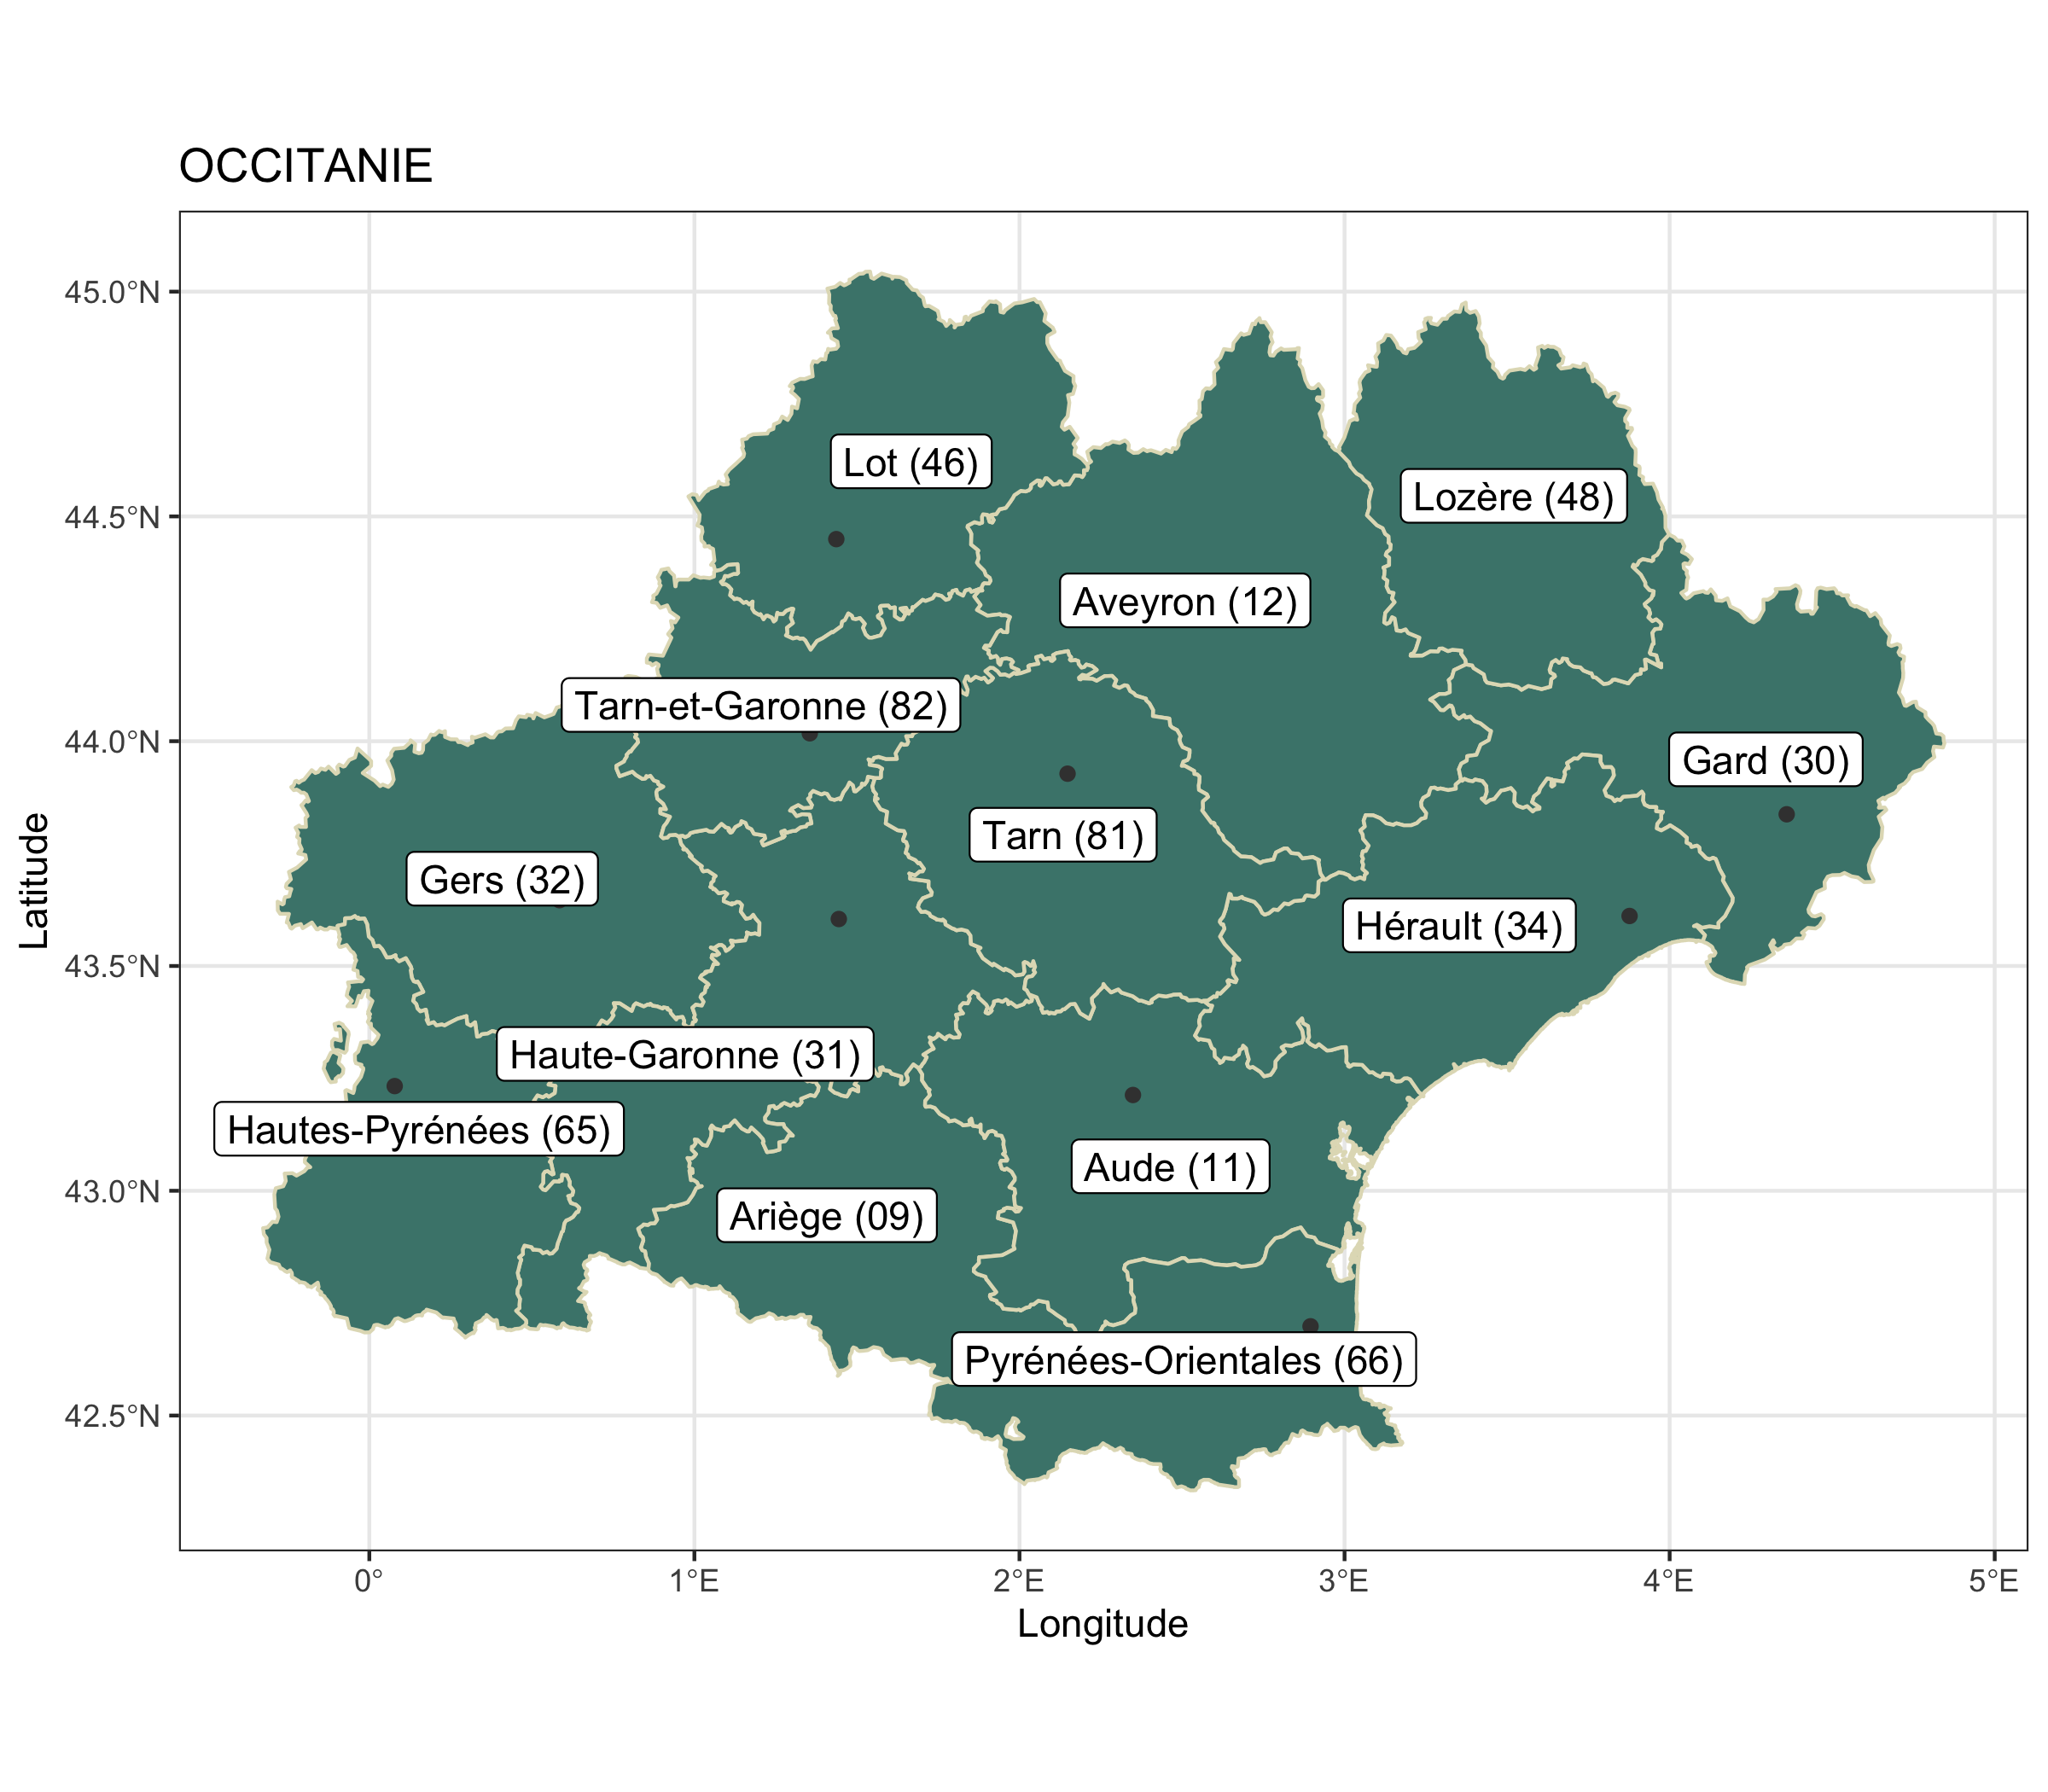 OCCITANIE
45.0°N
44.5°N
44.0°N
43.5°N
43.0°N
42.5°N
Latitude
Lot (46)
Lozère (48)
Aveyron (12)
Tarn-et-Garonne (82)
Gard (30)
Tarn (81)
Gers (32)
Hérault (34)
Haute-Garonne (31)
Hautes-Pyrénées (65)
Aude (11)
Ariège (09)
Pyrénées-Orientales (66)
0°
1°E
2°E
3°E
4°E
5°E
Longitude